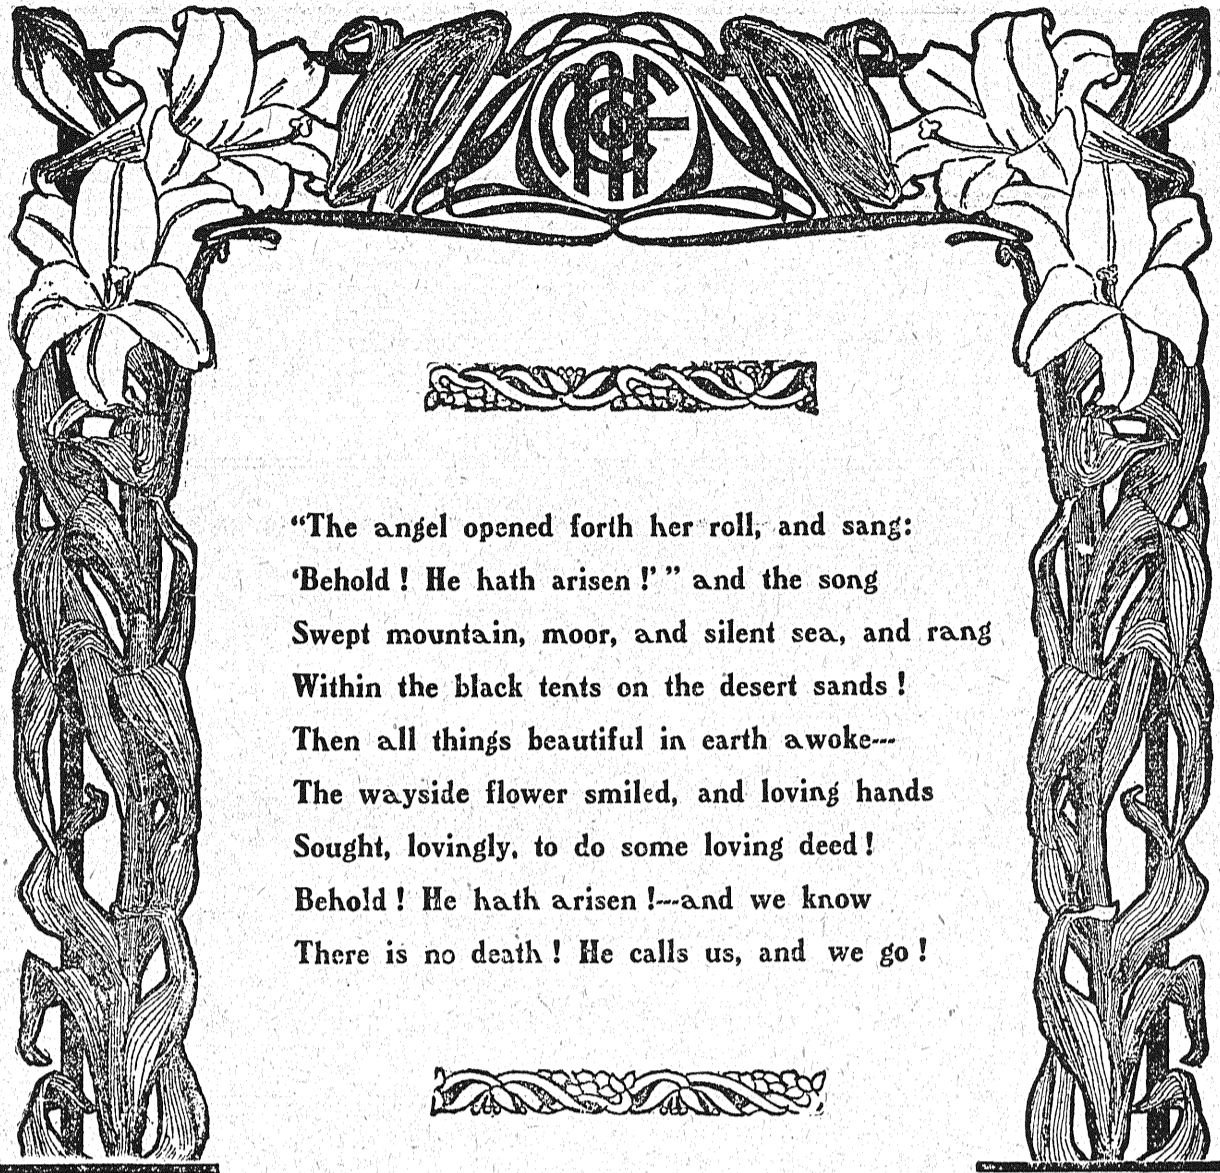 “The angel opened forth her roll, and sang:
‘Behold ! He hath arisen !’ ” and the song
Swept mountain, moor, and silent sea, and rang
Within the black tents on the desert sands !
Then all things beautiful in earth awoke---
The wayside flower smiled, and loving hands
Sought, lovingly, to do some loving deed !
Behold ! He hath arisen !---and we know
There is no death ! He calls us, and we go !